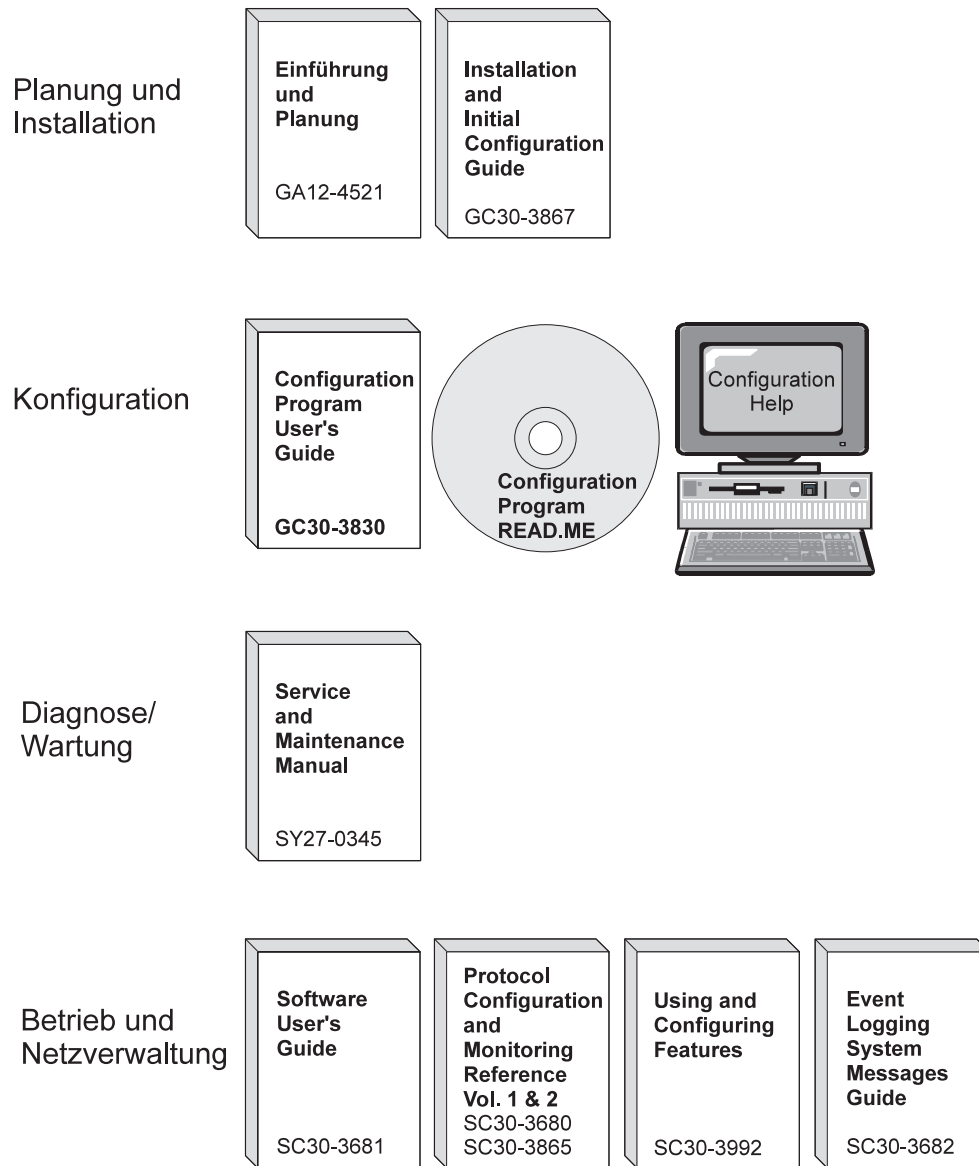 Planung und
Installation
Einführung
und
Planung
GA12-4521
Installation
and
Initial
Configuration
Guide
GC30-3867
Konfiguration
Configuration
Program
User's
Guide
GC30-3830
Configuration
Program
READ.ME
Configuration
Help
Diagnose/
Wartung
Service
and
Maintenance
Manual
SY27-0345
Betrieb und
Netzverwaltung
Software
User's
Guide
SC30-3681
Protocol
Configuration
and
Monitoring
Reference
Vol. 1 & 2
SC30-3680
SC30-3865
Using and
Configuring
Features
SC30-3992
Event
Logging
System
Messages
Guide
SC30-3682